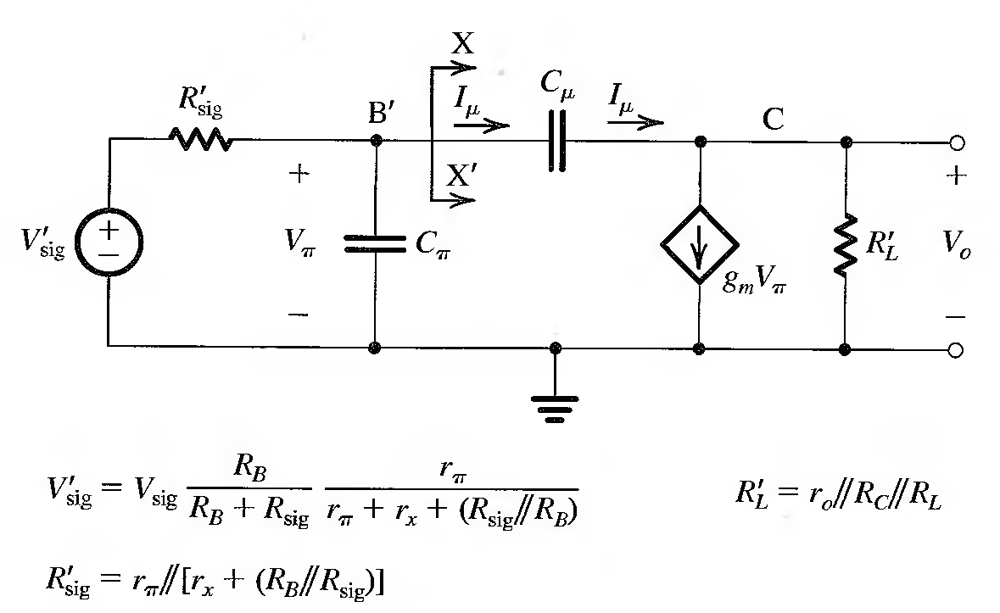 X
R'sig
B'
Iμ
Cμ
Iμ
C
X'
+
+
V'sig
+
−
Vπ
Cπ
gmVπ
R'L
Vo
−
−
V'sig = Vsig RB / (RB + Rsig) rπ / (rπ + rx + (Rsig//RB))
R'L = ro//RC//RL
R'sig = rπ//[rx + (RB//Rsig)]